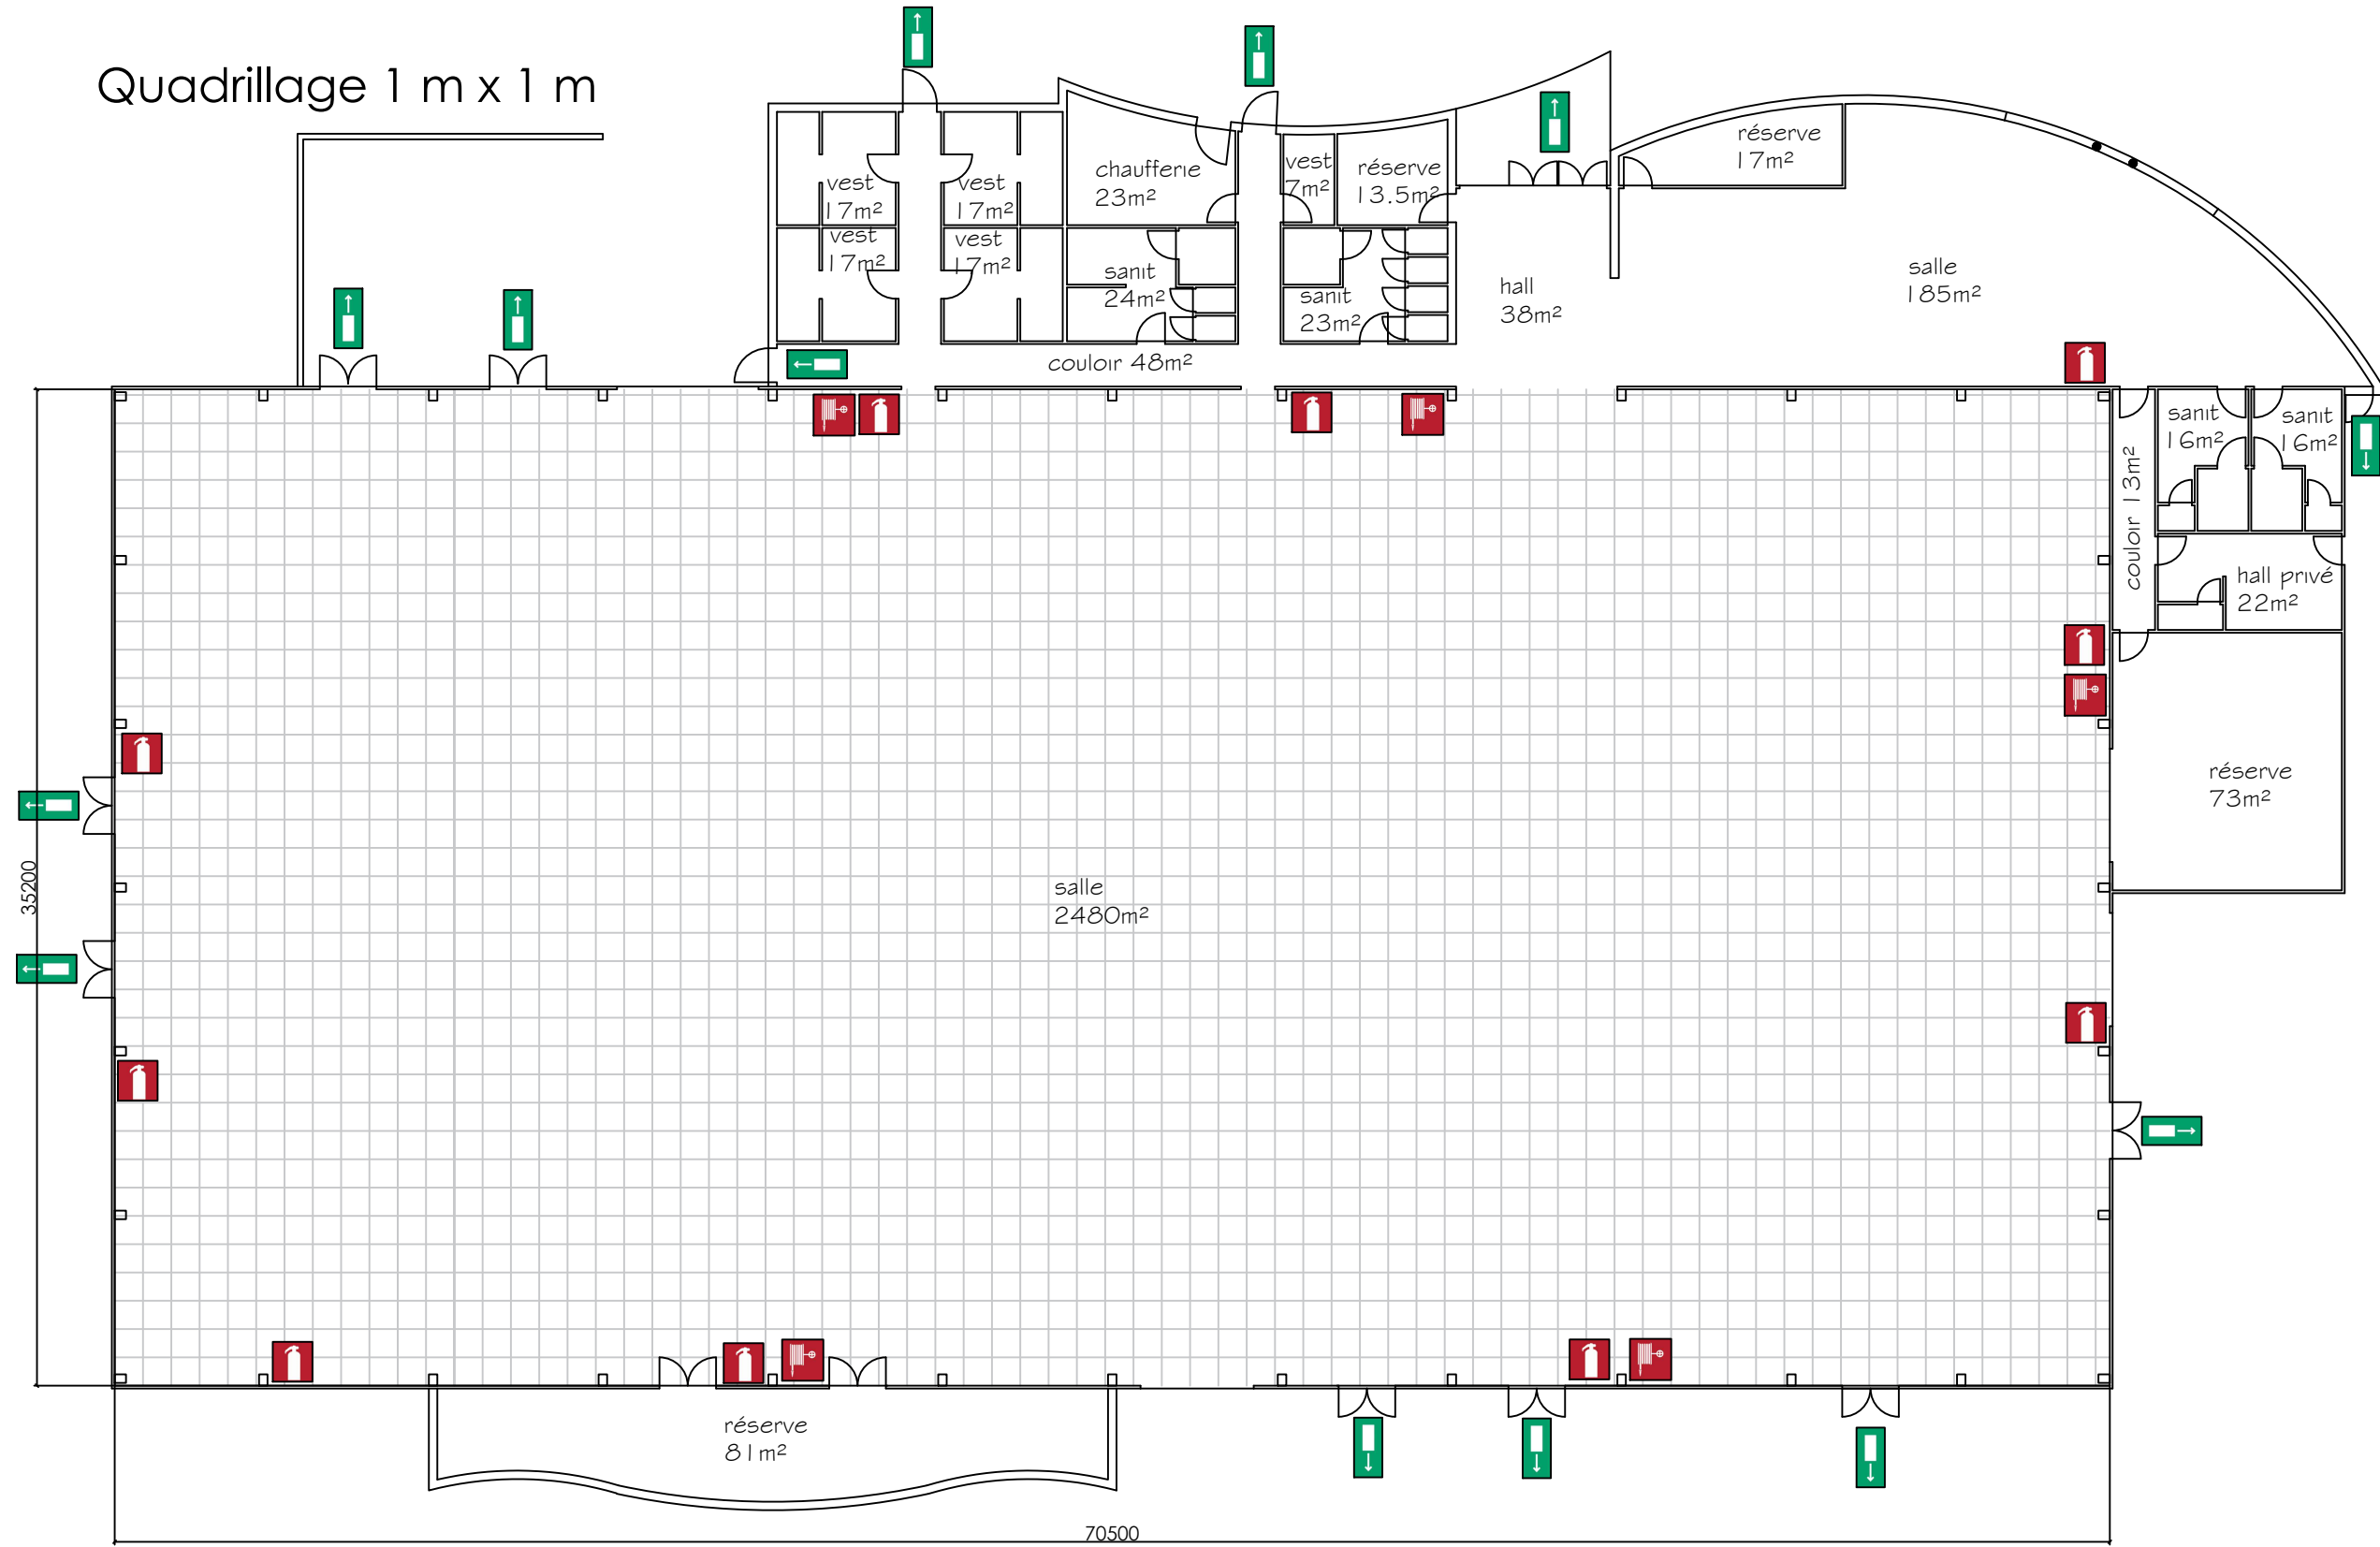 Quadrillage 1 m x 1 m
vest
17m²
vest
17m²
vest
17m²
vest
17m²
chaufferie
23m²
sanit
24m²
vest
7m²
réserve
13.5m²
sanit
23m²
couloir 48m²
hall
38m²
réserve
17m²
salle
185m²
sanit
16m²
sanit
16m²
couloir 13m²
hall privé
22m²
réserve
73m²
salle
2480m²
35200
réserve
81m²
70500